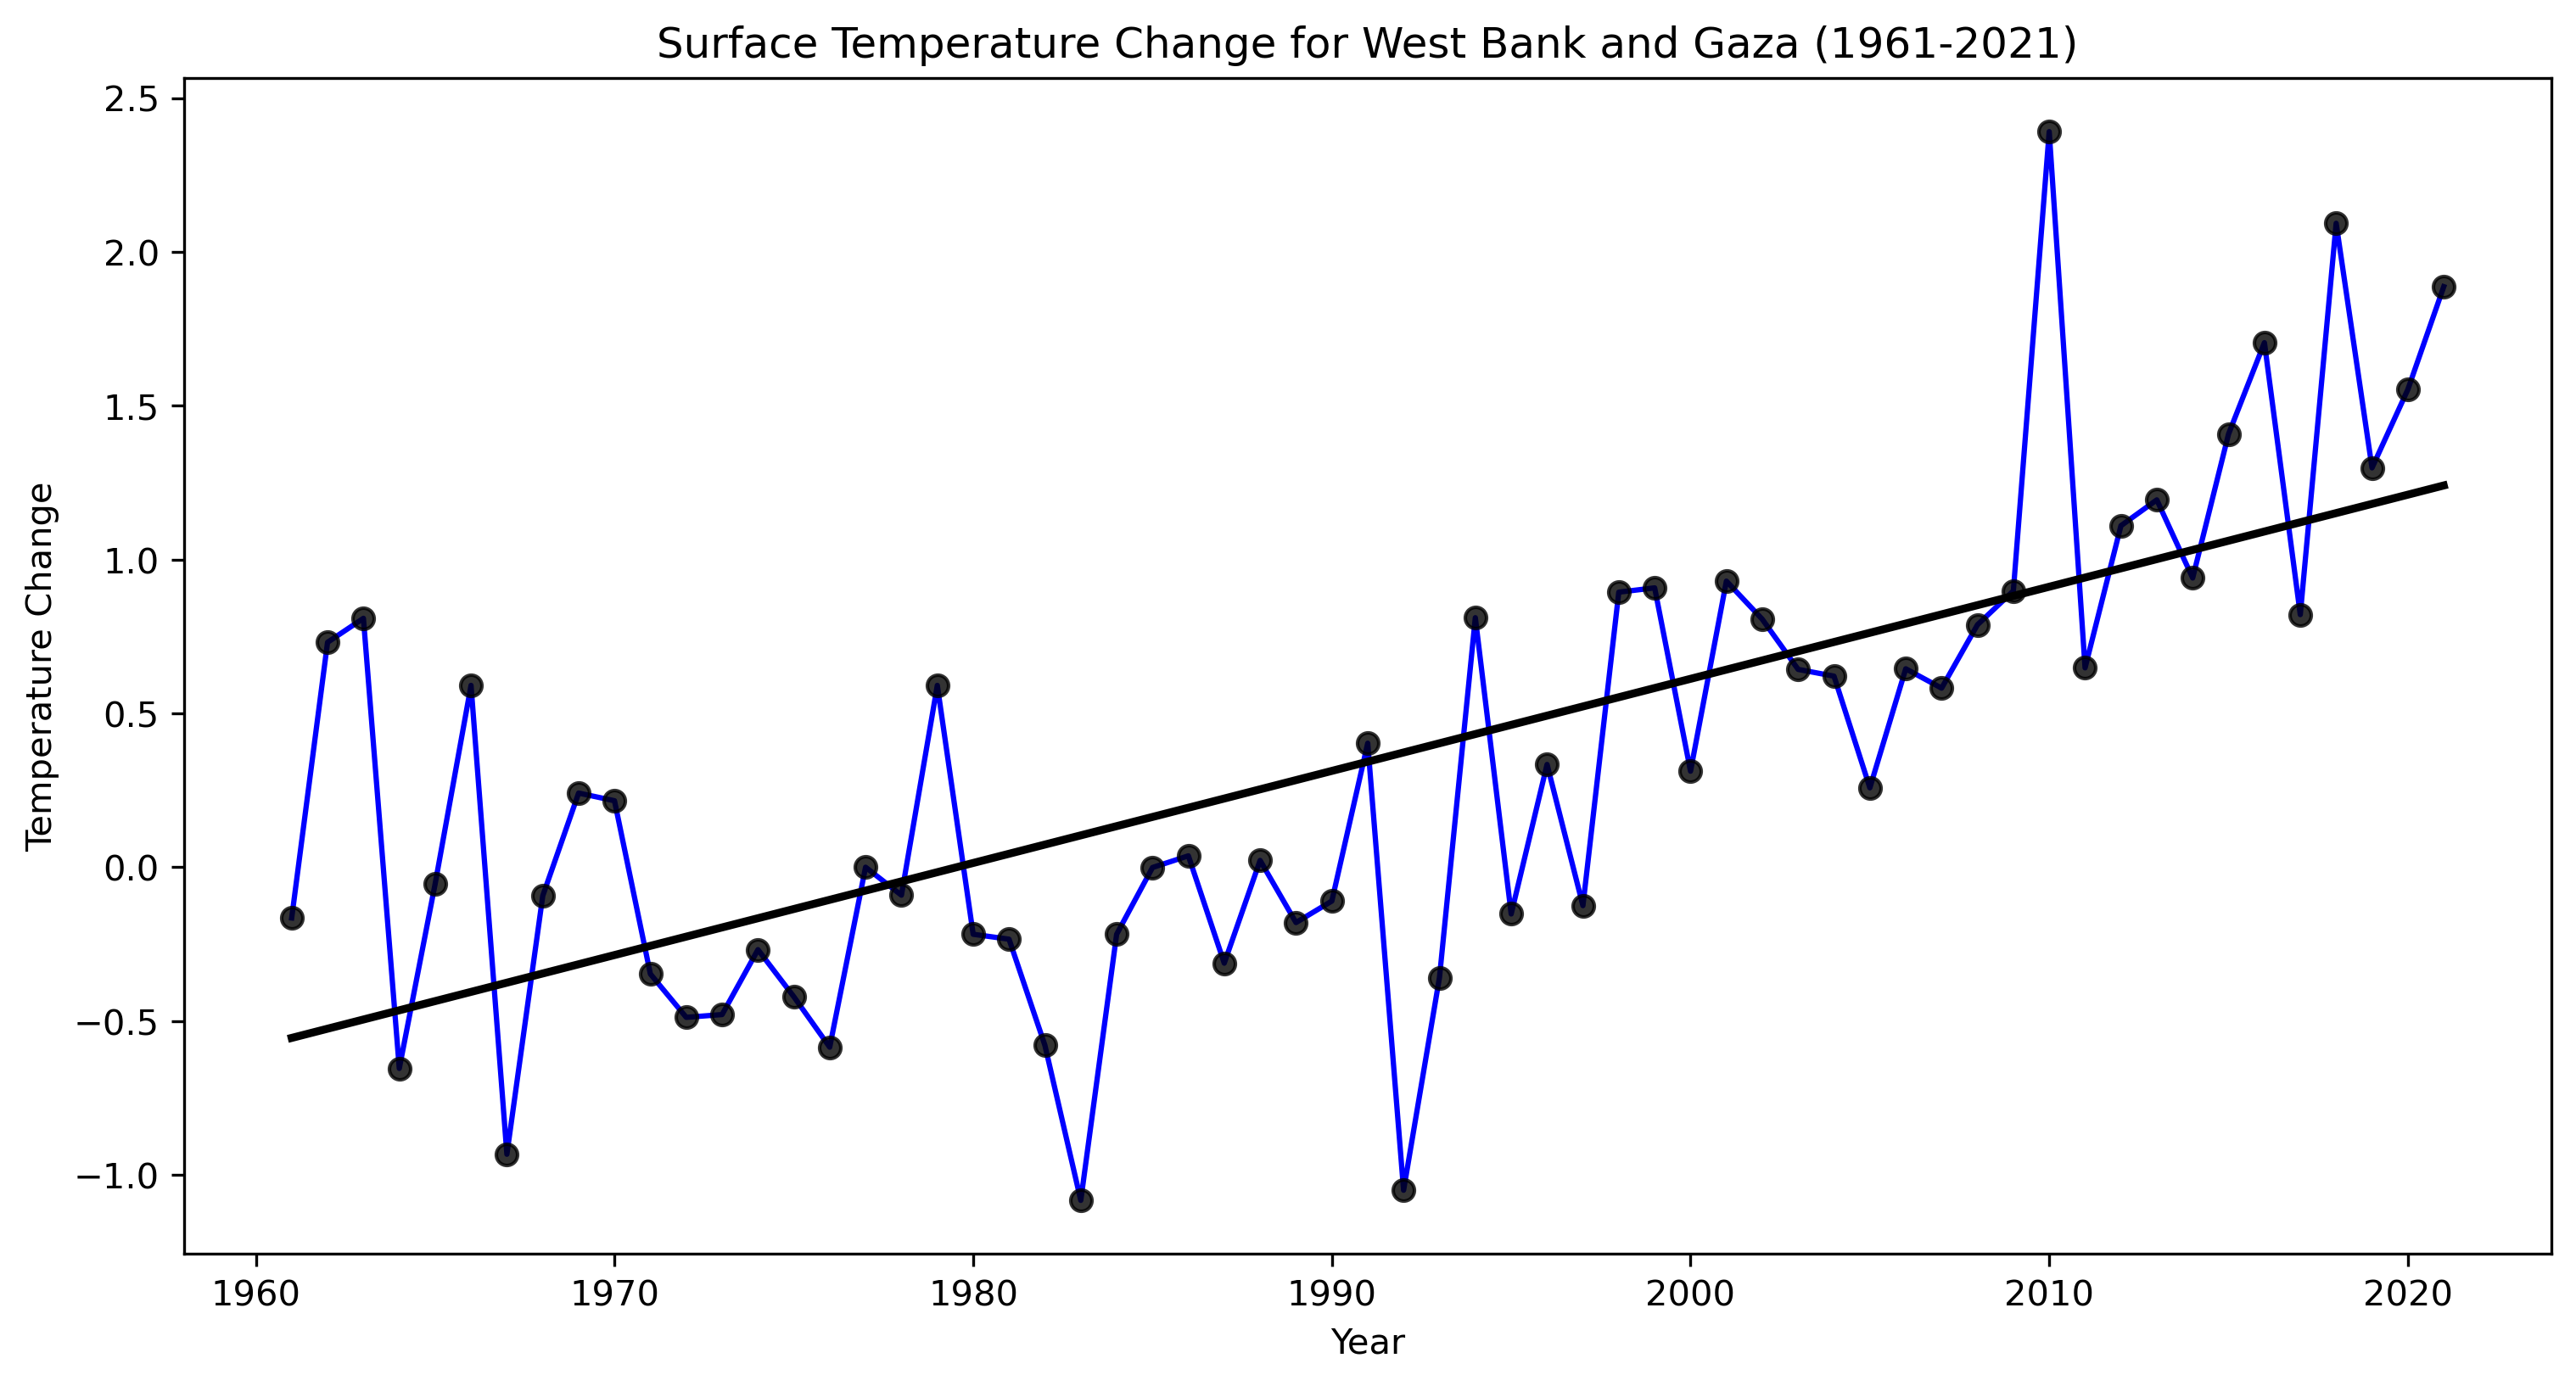 Surface Temperature Change for West Bank and Gaza (1961-2021)
2.5
2.0
1.5
1.0
0.5
0.0
−0.5
−1.0
Temperature Change
1960 1970 1980 1990 2000 2010 2020
Year